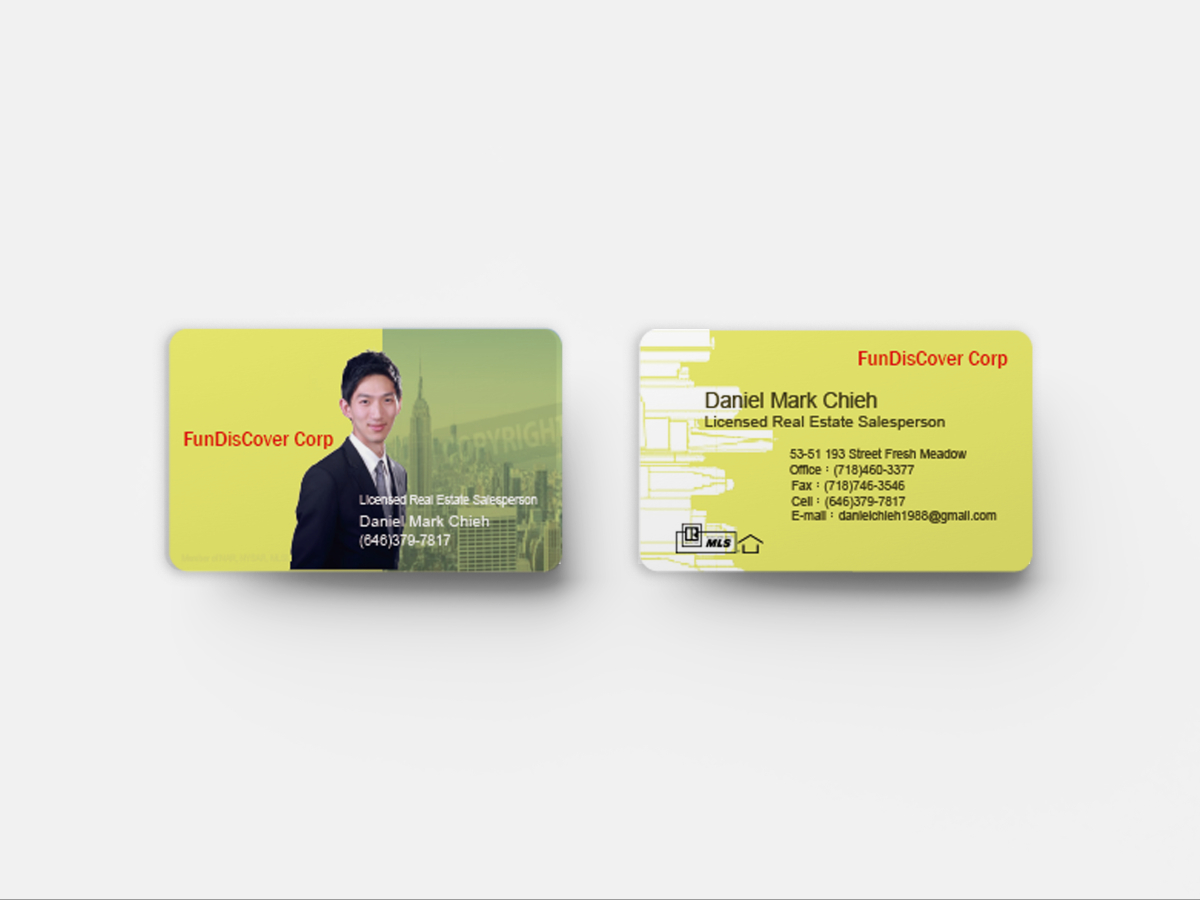 FunDisCover Corp
Licensed Real Estate Salesperson
Daniel Mark Chieh
(646)379-7817
COPYRIGHT
FunDisCover Corp
Daniel Mark Chieh
Licensed Real Estate Salesperson
53-51 193 Street Fresh Meadow
Office：(718)460-3377
Fax：(718)746-3546
Cell：(646)379-7817
E-mail：danielchieh1988@gmail.com
R MLS